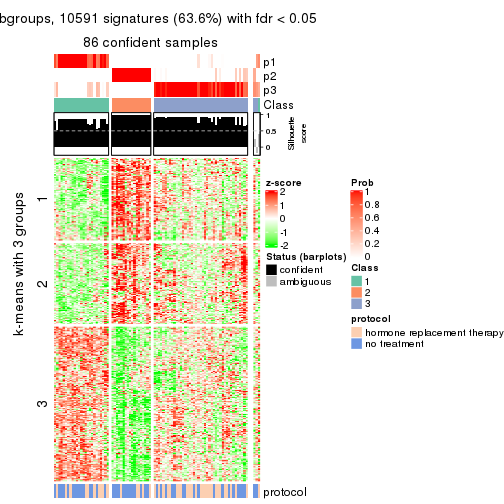 bgroups, 10591 signatures (63.6%) with fdr < 0.05
86 confident samples
p1
p2
p3
Class
1
0.5
0
Silhouette
score
k-means with 3 groups
1
2
3
z-score
2
1
0
-1
-2
Status (barplots)
confident
ambiguous
Prob
1
0.8
0.6
0.4
0.2
0
Class
1
2
3
protocol
hormone replacement therapy
no treatment
protocol